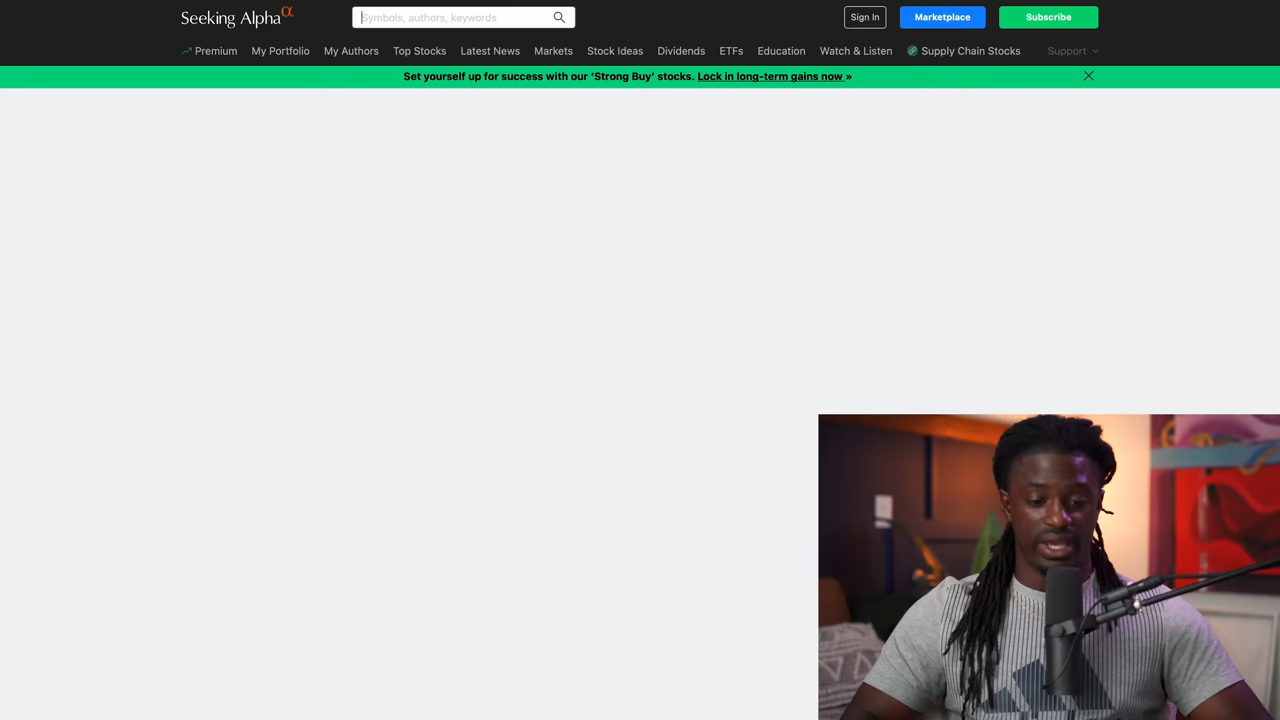 Seeking Alpha α
Symbols, authors, keywords
Sign In
Marketplace
Subscribe
Premium
My Portfolio
My Authors
Top Stocks
Latest News
Markets
Stock Ideas
Dividends
ETFs
Education
Watch & Listen
Supply Chain Stocks
Support
Set yourself up for success with our ‘Strong Buy’ stocks. Lock in long-term gains now »